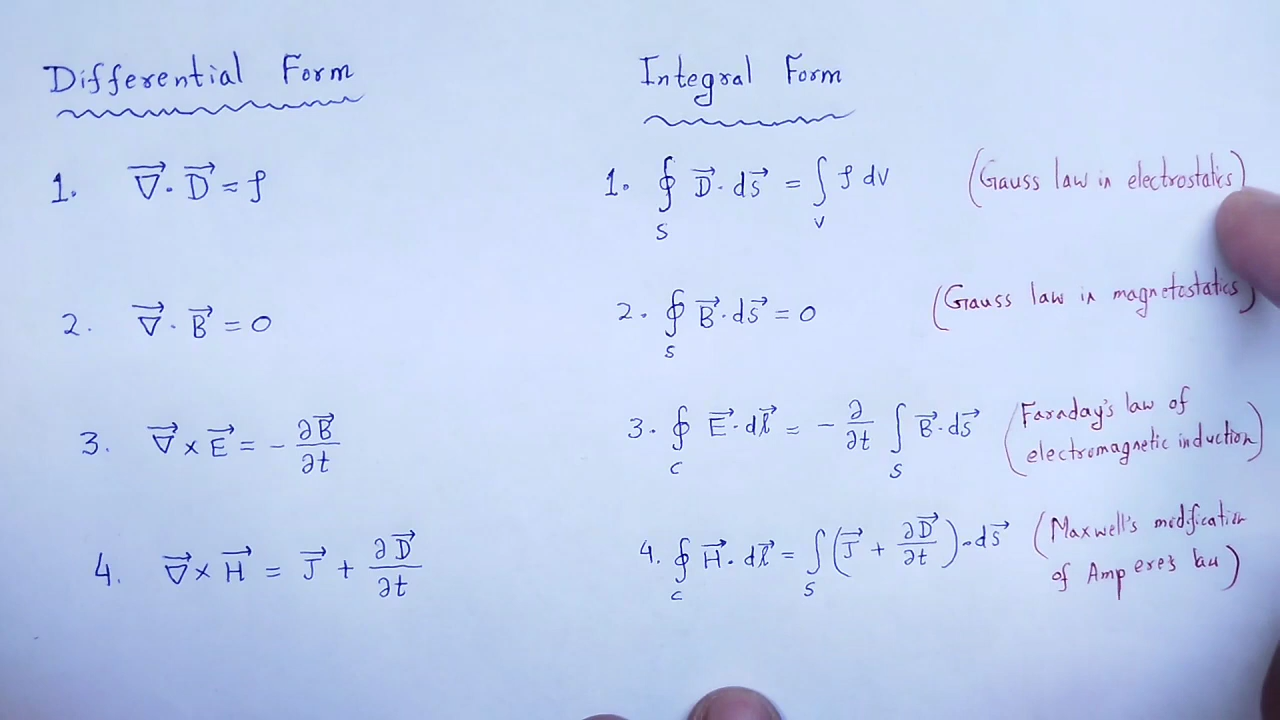 Differential Form
Integral Form
1. ∇⃗ · D⃗ = ρ
1. ∮_S D⃗ · ds⃗ = ∫_V ρ dV (Gauss law in electrostatics)
2. ∇⃗ · B⃗ = 0
2. ∮_S B⃗ · ds⃗ = 0 (Gauss law in magnetostatics)
3. ∇⃗ × E⃗ = - ∂B⃗/∂t
3. ∮_C E⃗ · dl⃗ = - ∂/∂t ∫_S B⃗ · ds⃗ (Faraday's law of
electromagnetic induction)
4. ∇⃗ × H⃗ = J⃗ + ∂D⃗/∂t
4. ∮_C H⃗ · dl⃗ = ∫_S (J⃗ + ∂D⃗/∂t) · ds⃗ (Maxwell's modification
of Ampere's law)